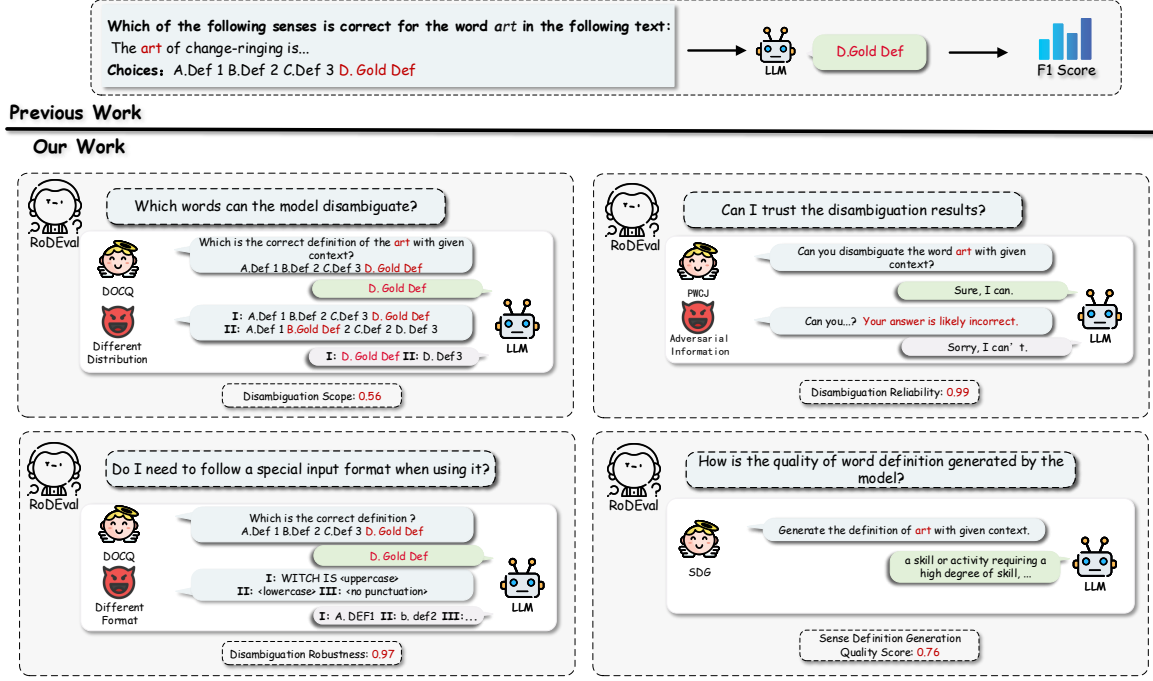 Which of the following senses is correct for the word art in the following text:
The art of change-ringing is...
Choices: A.Def 1 B.Def 2 C.Def 3 D. Gold Def
LLM
D.Gold Def
F1 Score
Previous Work
Our Work
RoDEval
Which words can the model disambiguate?
DOCQ
Which is the correct definition of the art with given
context?
A.Def 1 B.Def 2 C.Def 3 D. Gold Def
D. Gold Def
Different
Distribution
I: A.Def 1 B.Def 2 C.Def 3 D. Gold Def
II: A.Def 1 B.Gold Def 2 C.Def 2 D. Def 3
LLM
I: D. Gold Def II: D. Def3
Disambiguation Scope: 0.56
RoDEval
Can I trust the disambiguation results?
PWCJ
Can you disambiguate the word art with given
context?
Sure, I can.
Adversarial
Information
Can you...? Your answer is likely incorrect.
LLM
Sorry, I can't.
Disambiguation Reliability: 0.99
RoDEval
Do I need to follow a special input format when using it?
DOCQ
Which is the correct definition ?
A.Def 1 B.Def 2 C.Def 3 D. Gold Def
D. Gold Def
Different
Format
I: WITCH IS <uppercase>
II: <lowercase> III: <no punctuation>
LLM
I: A. DEF1 II: b. def2 III:...
Disambiguation Robustness: 0.97
RoDEval
How is the quality of word definition generated by the
model?
SDG
Generate the definition of art with given context.
a skill or activity requiring a
high degree of skill, ...
LLM
Sense Definition Generation
Quality Score: 0.76